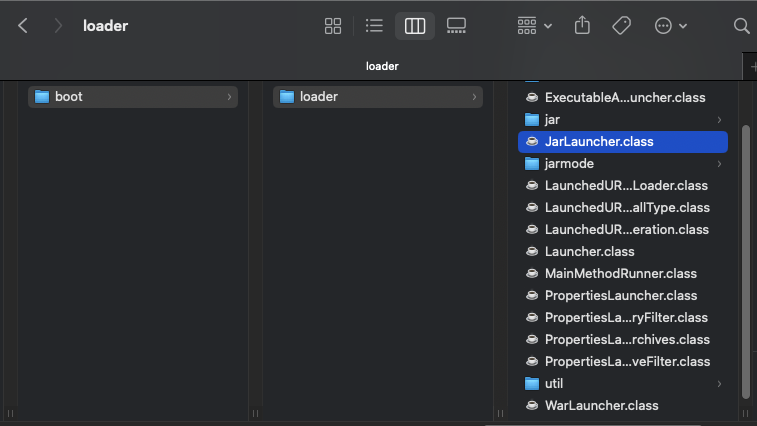 loader
loader
boot
loader
ExecutableA...uncher.class
jar
JarLauncher.class
jarmode
LaunchedUR...Loader.class
LaunchedUR...allType.class
LaunchedUR...eration.class
Launcher.class
MainMethodRunner.class
PropertiesLauncher.class
PropertiesLa...ryFilter.class
PropertiesLa...rchives.class
PropertiesLa...veFilter.class
util
WarLauncher.class